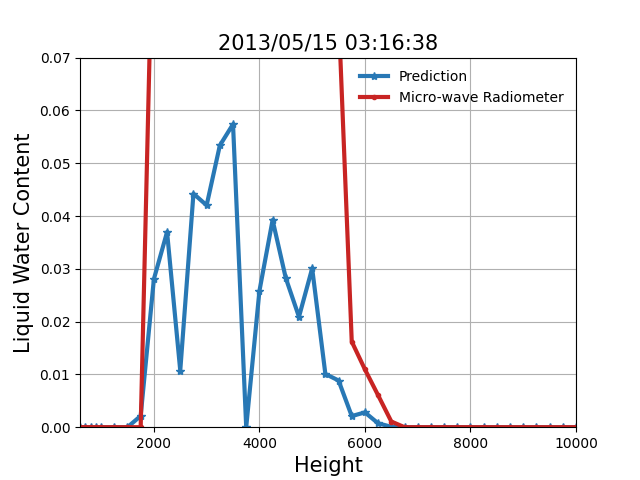 2013/05/15 03:16:38
0.07
0.06
0.05
0.04
0.03
0.02
0.01
0.00
Liquid Water Content
Prediction
Micro-wave Radiometer
2000 4000 6000 8000 10000
Height